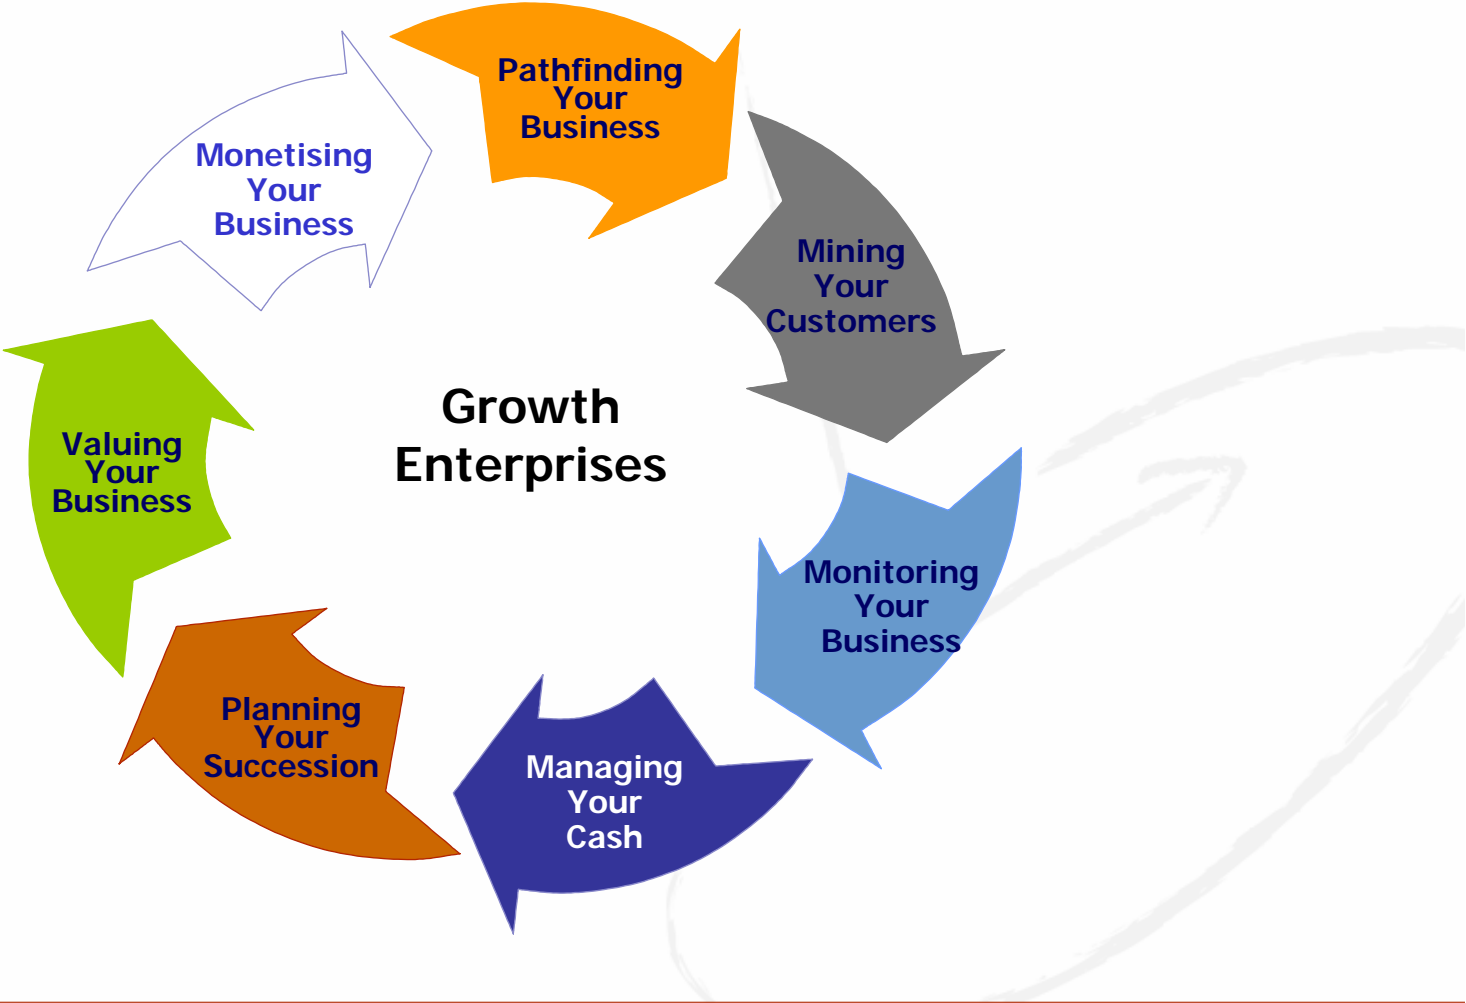 Pathfinding
Your
Business
Mining
Your
Customers
Monitoring
Your
Business
Managing
Your
Cash
Planning
Your
Succession
Valuing
Your
Business
Monetising
Your
Business
Growth
Enterprises